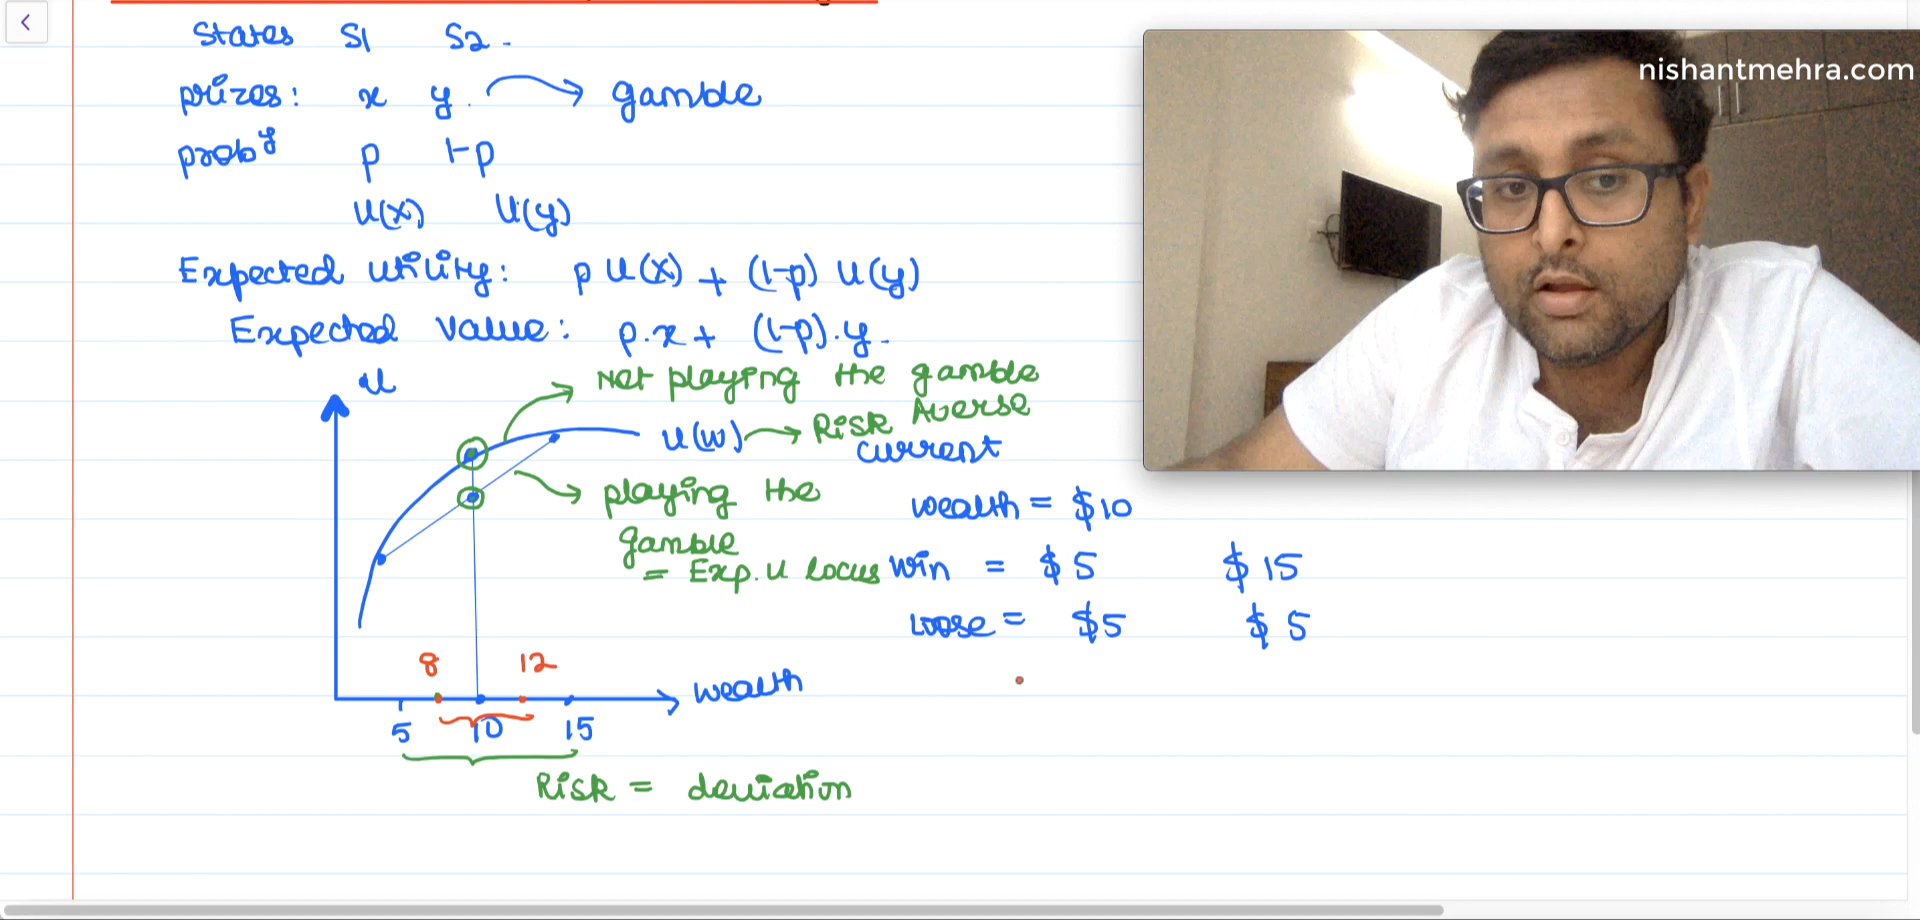 States S1 S2.
prizes: x y. gamble
prob^y p 1-p
U(x) U(y)
Expected utility: p U(x) + (1-p) U(y)
Expected value: p.x + (1-p).y.
U
Not playing the gamble
U(w) Risk Averse
current
playing the
gamble
= Exp. U locus
wealth = $10
win = $5 $15
loose = $5 $5
8 12
wealth
5 10 15
Risk = deviation
nishantmehra.com